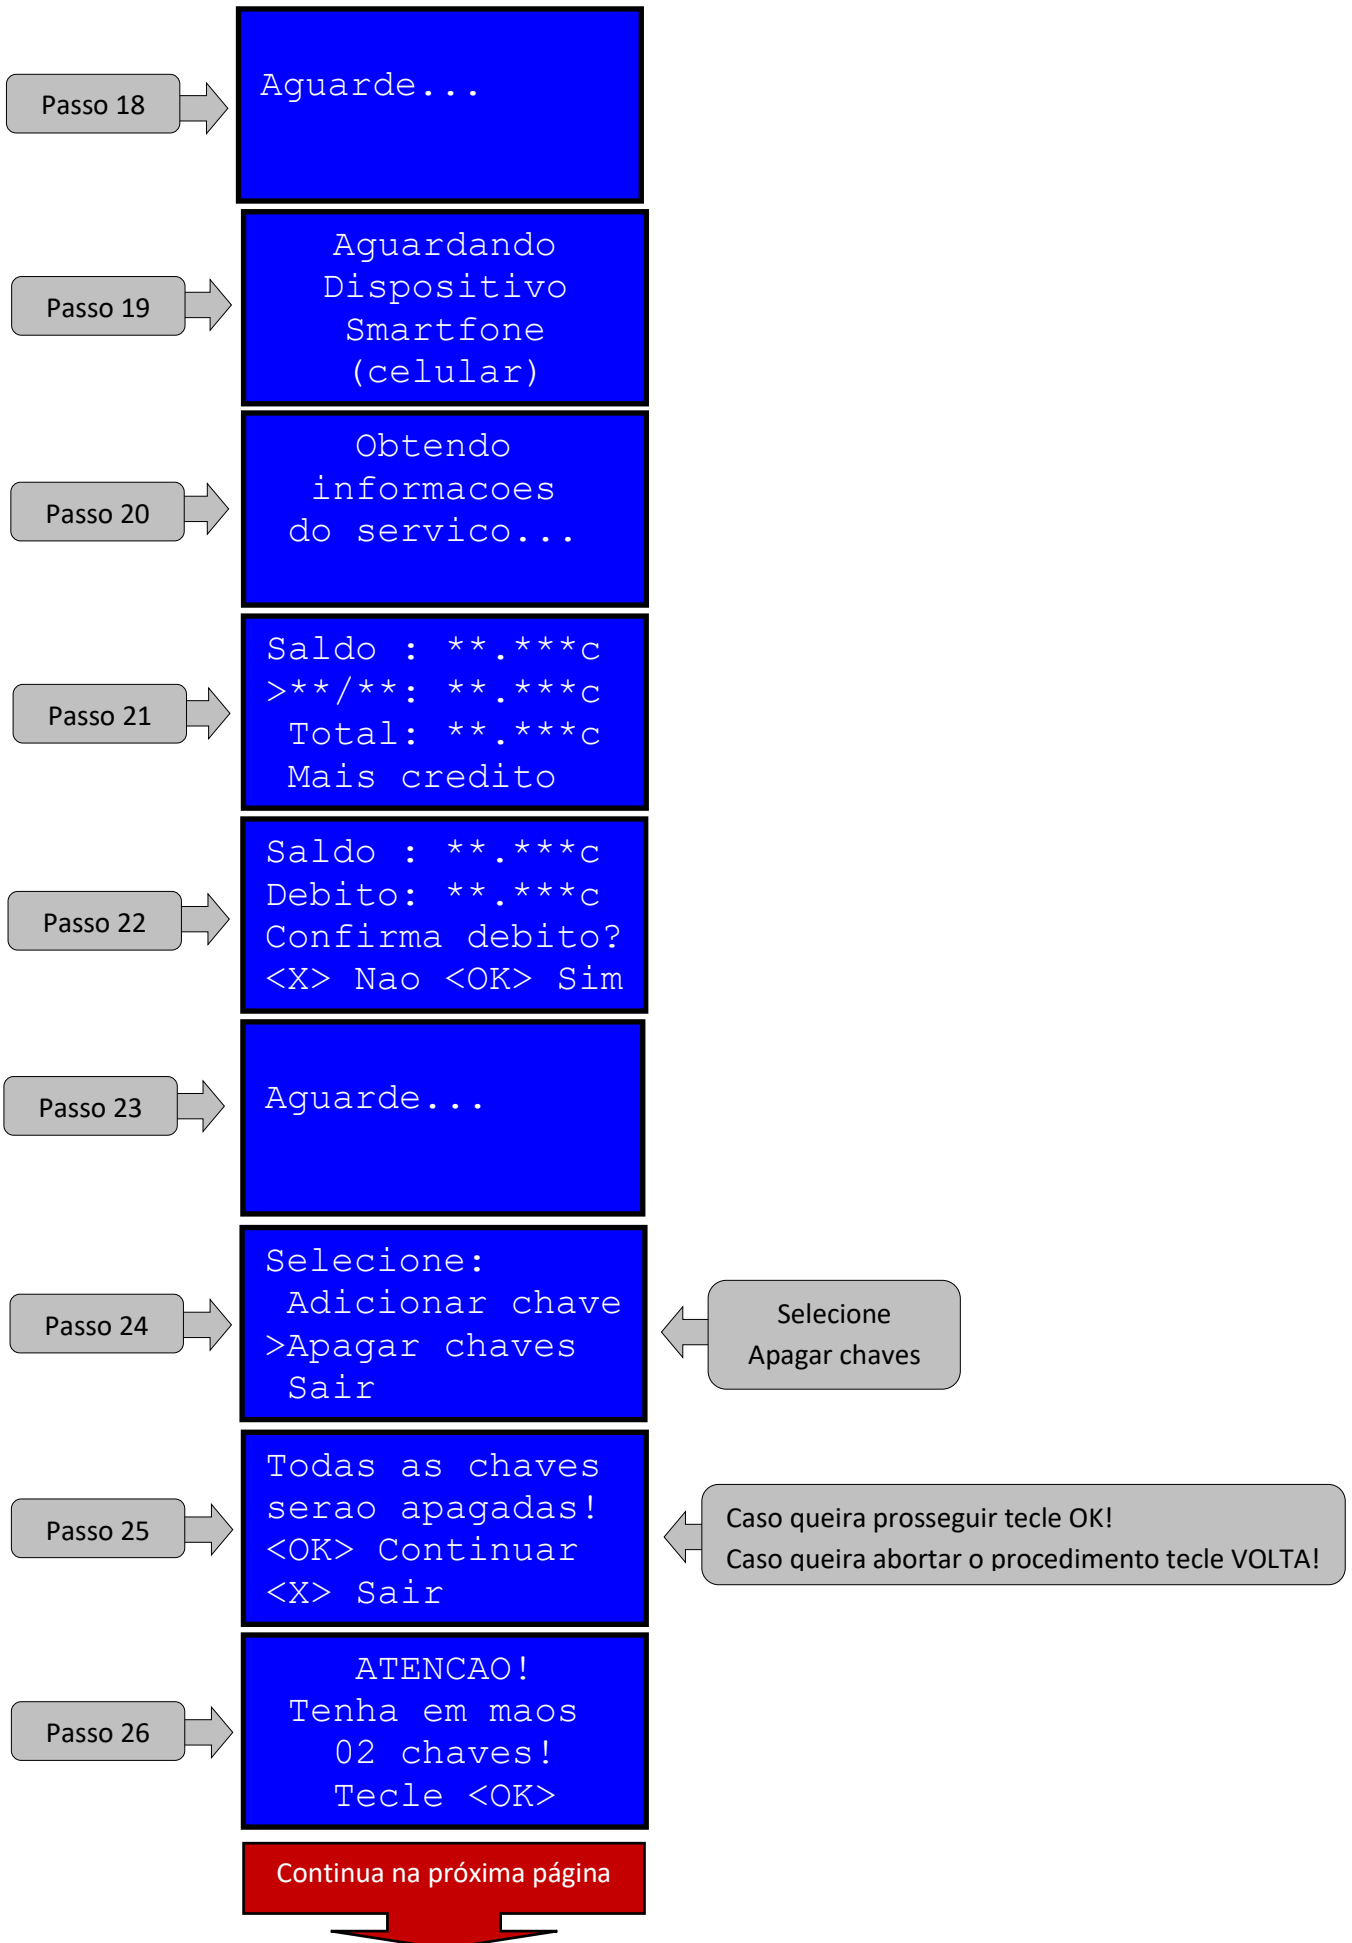 Passo 18
Aguarde...
Passo 19
Aguardando
Dispositivo
Smartfone
(celular)
Passo 20
Obtendo
informacoes
do servico...
Passo 21
Saldo : **.***c
>**/**: **.***c
Total: **.***c
Mais credito
Passo 22
Saldo : **.***c
Debito: **.***c
Confirma debito?
<X> Nao <OK> Sim
Passo 23
Aguarde...
Passo 24
Selecione:
Adicionar chave
>Apagar chaves
Sair
Selecione
Apagar chaves
Passo 25
Todas as chaves
serao apagadas!
<OK> Continuar
<X> Sair
Caso queira prosseguir tecle OK!
Caso queira abortar o procedimento tecle VOLTA!
Passo 26
ATENCAO!
Tenha em maos
02 chaves!
Tecle <OK>
Continua na próxima página